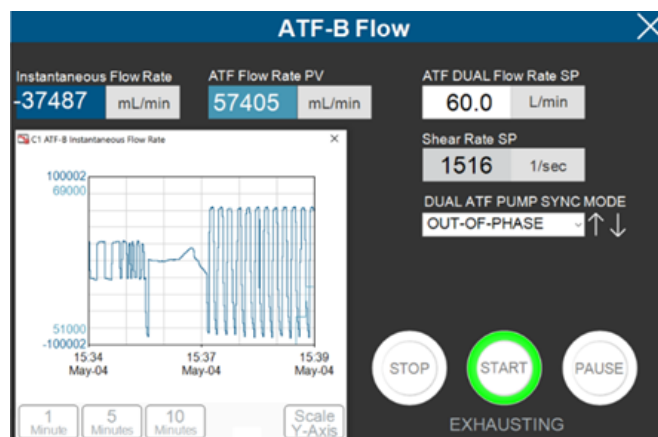 ATF-B Flow
Instantaneous Flow Rate
ATF Flow Rate PV
ATF DUAL Flow Rate SP
-37487 mL/min
57405 mL/min
60.0 L/min
C1 ATF-B Instantaneous Flow Rate
Shear Rate SP
1516 1/sec
100002
69000
DUAL ATF PUMP SYNC MODE
OUT-OF-PHASE
51000
-100002
15:34 15:37 15:39
May-04 May-04 May-04
STOP START PAUSE
1 5 10 Scale
Minute Minutes Minutes Y-Axis
EXHAUSTING